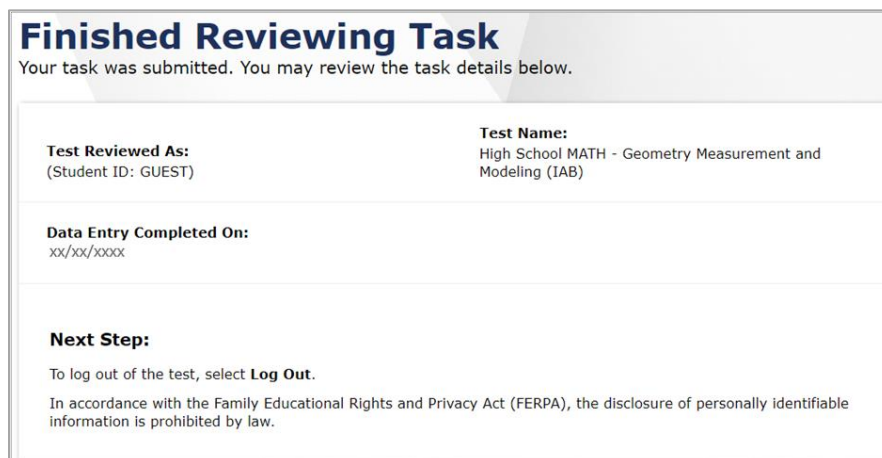 Finished Reviewing Task
Your task was submitted. You may review the task details below.
Test Reviewed As:
(Student ID: GUEST)
Test Name:
High School MATH - Geometry Measurement and
Modeling (IAB)
Data Entry Completed On:
xx/xx/xxxx
Next Step:
To log out of the test, select Log Out.
In accordance with the Family Educational Rights and Privacy Act (FERPA), the disclosure of personally identifiable
information is prohibited by law.